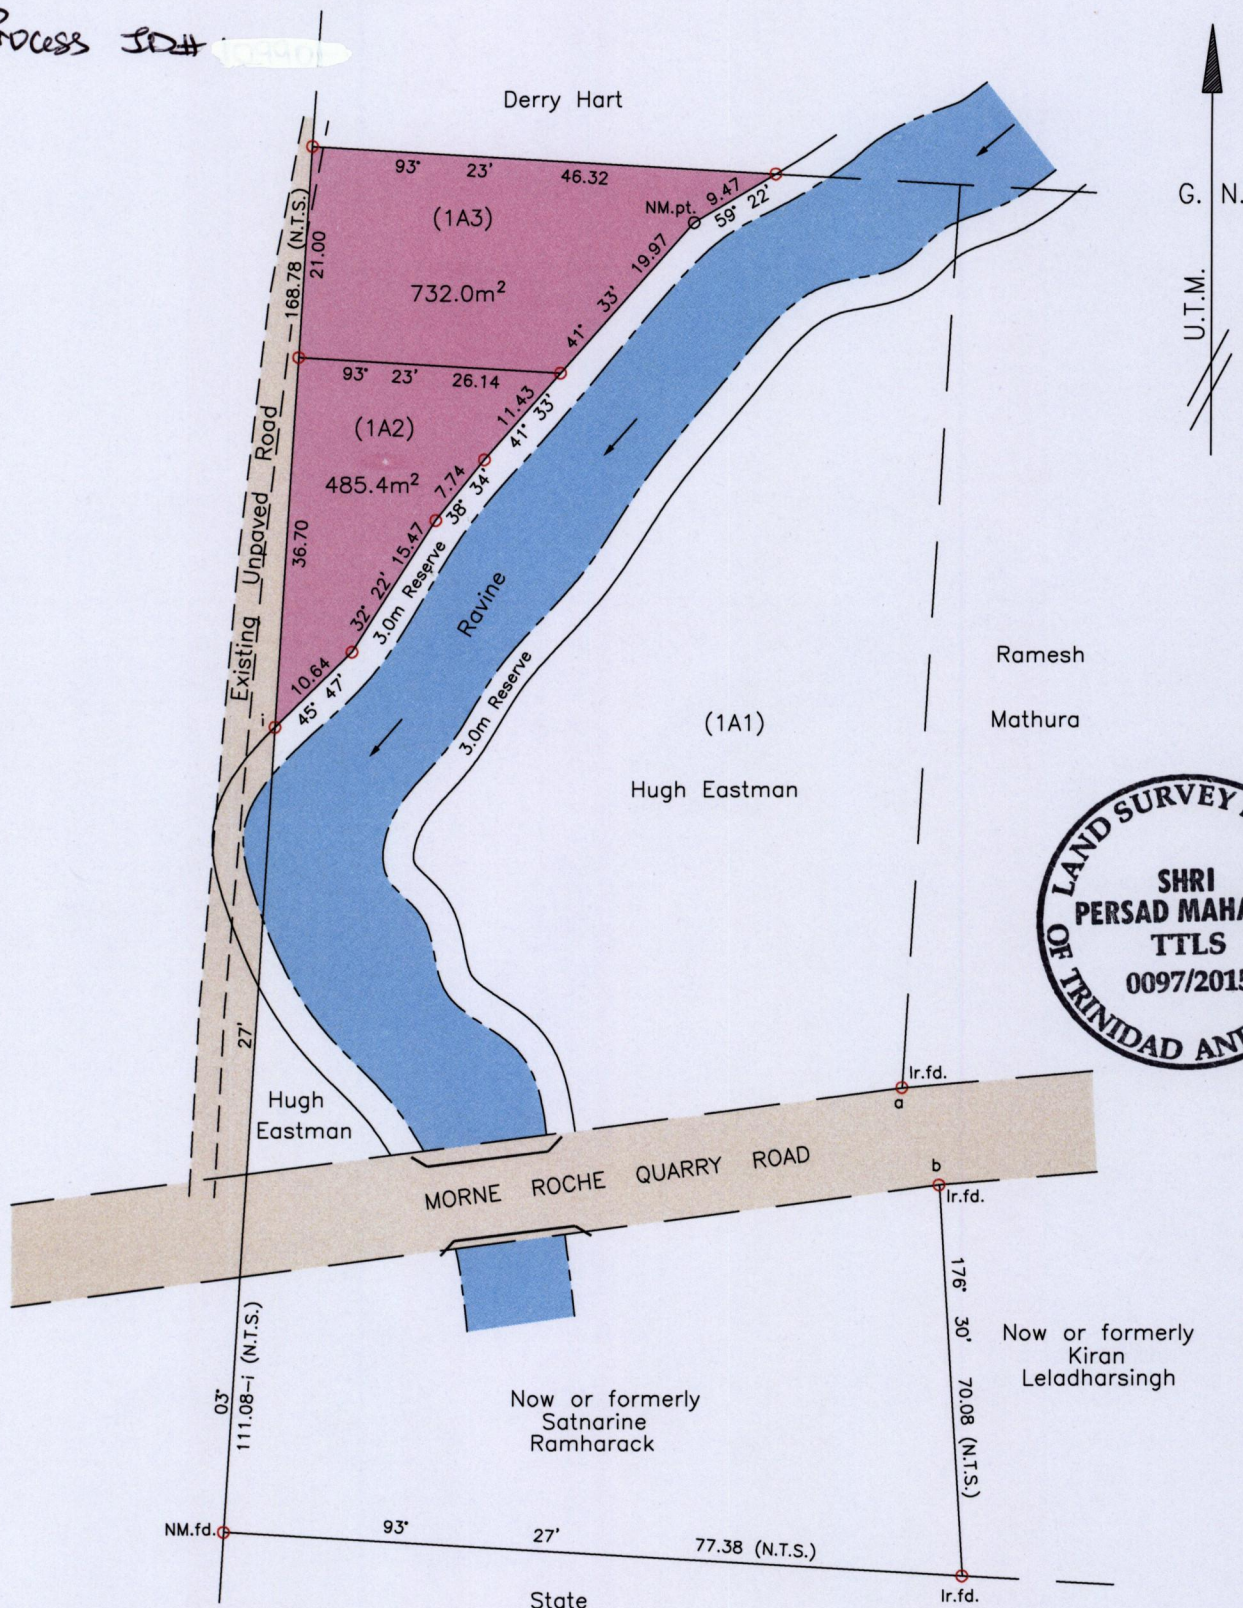 Process ID#
Derry Hart
93° 23' 46.32
NM.pt.
9.47
59° 22'
(1A3)
732.0m²
168.78 (N.T.S.)
21.00
19.97
41° 33'
G. N.
U.T.M.
93° 23' 26.14
11.43
41° 33'
(1A2)
485.4m²
7.74
38° 34'
15.47
32° 22'
3.0m Reserve
36.70
Existing Unpaved Road
10.64
45° 47'
i
Ravine
3.0m Reserve
(1A1)
Hugh Eastman
Ramesh
Mathura
LAND SURVEY
OF TRINIDAD AN
SHRI
PERSAD MAHA
TTLS
0097/2015
27'
Hugh
Eastman
Ir.fd.
a
MORNE ROCHE QUARRY ROAD
b
Ir.fd.
176° 30' 70.08 (N.T.S.)
Now or formerly
Kiran
Leladharsingh
03°
111.08-i (N.T.S.)
Now or formerly
Satnarine
Ramharack
NM.fd.
93° 27' 77.38 (N.T.S.)
Ir.fd.
State